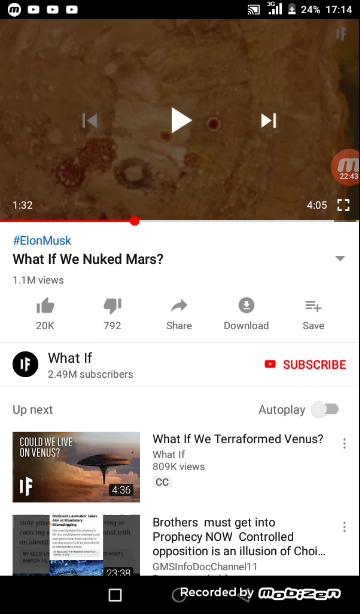 3G
24% 17:14
22:43
1:32
4:05
#ElonMusk
What If We Nuked Mars?
1.1M views
20K
792
Share
Download
Save
What If
2.49M subscribers
SUBSCRIBE
Up next
Autoplay
COULD WE LIVE
ON VENUS?
4:36
What If We Terraformed Venus?
What If
809K views
CC
23:38
Brothers must get into
Prophecy NOW Controlled
opposition is an illusion of Choi...
GMSInfoDocChannel11
Recorded by Mobizen